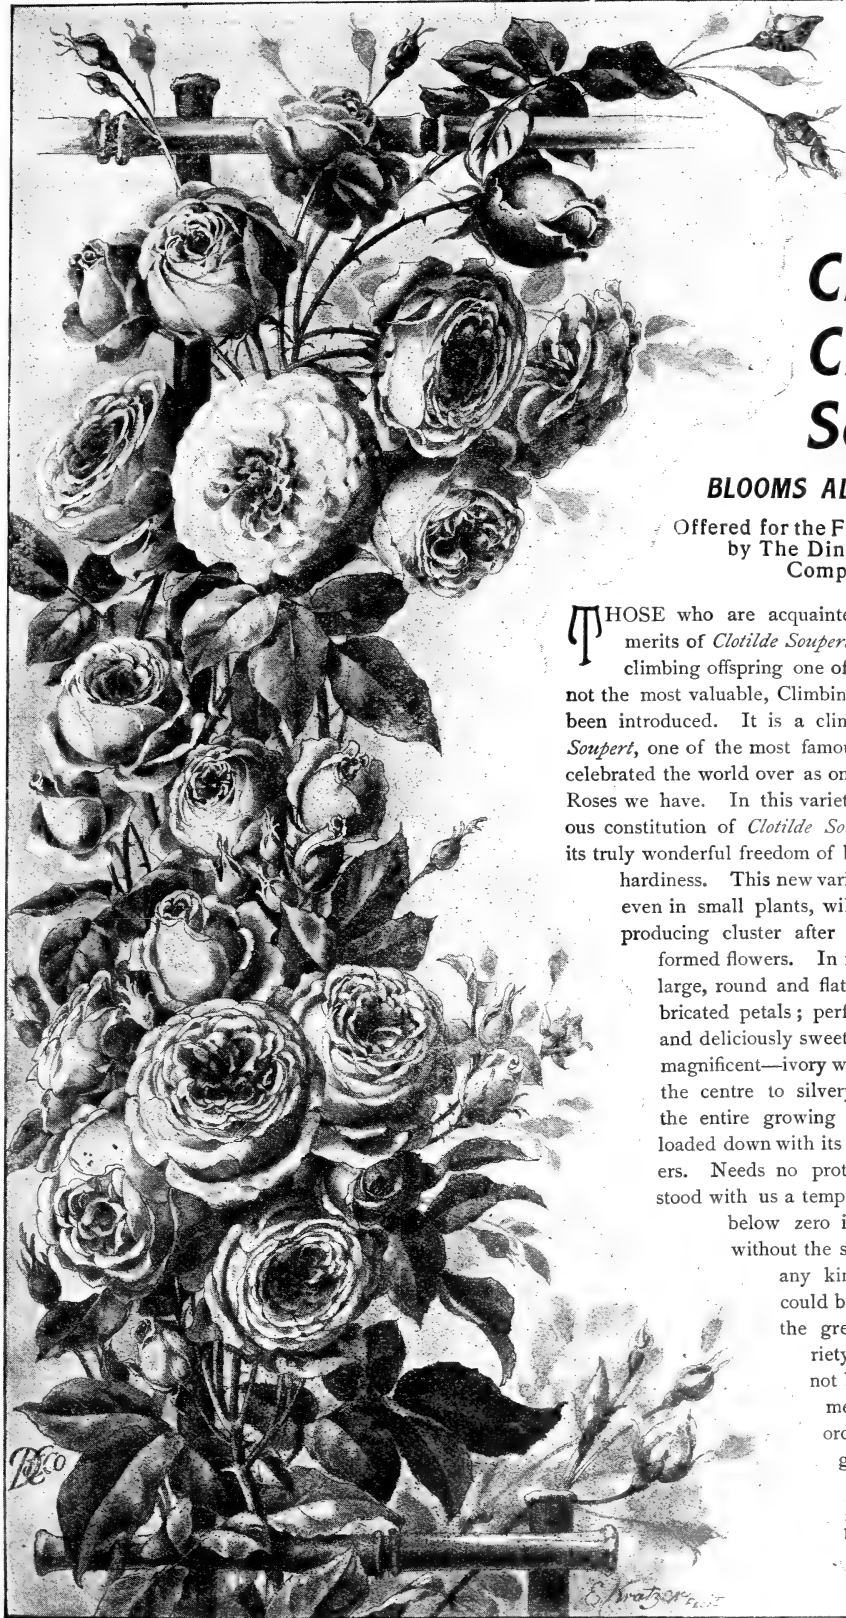 C
C
S
BLOOMS AL
Offered for the F
by The Din
Comp
THOSE who are acquainte
merits of Clotilde Soupert
climbing offspring one of
not the most valuable, Climbin
been introduced. It is a clim
Soupert, one of the most famou
celebrated the world over as on
Roses we have. In this variet
ous constitution of Clotilde So
its truly wonderful freedom of b
hardiness. This new vari
even in small plants, wil
producing cluster after
formed flowers. In
large, round and flat
bricated petals; perf
and deliciously sweet
magnificent—ivory w
the centre to silvery
the entire growing
loaded down with its
ers. Needs no prot
stood with us a temp
below zero i
without the s
any kin
could b
the gre
riety
not
me
orc
g
E. Kratzer